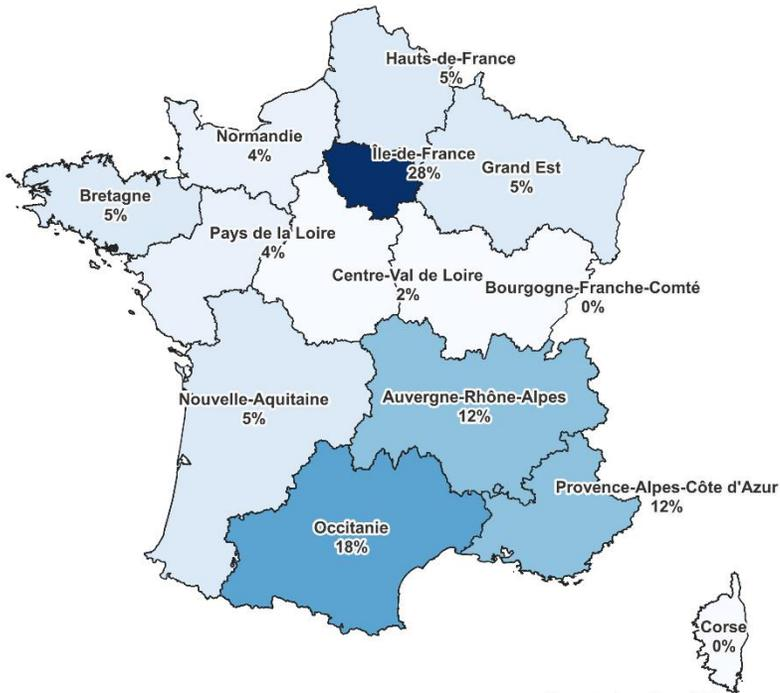 Hauts-de-France
5%
Normandie
4%
Île-de-France
28%
Grand Est
5%
Bretagne
5%
Pays de la Loire
4%
Centre-Val de Loire
2%
Bourgogne-Franche-Comté
0%
Nouvelle-Aquitaine
5%
Auvergne-Rhône-Alpes
12%
Provence-Alpes-Côte d'Azur
12%
Occitanie
18%
Corse
0%